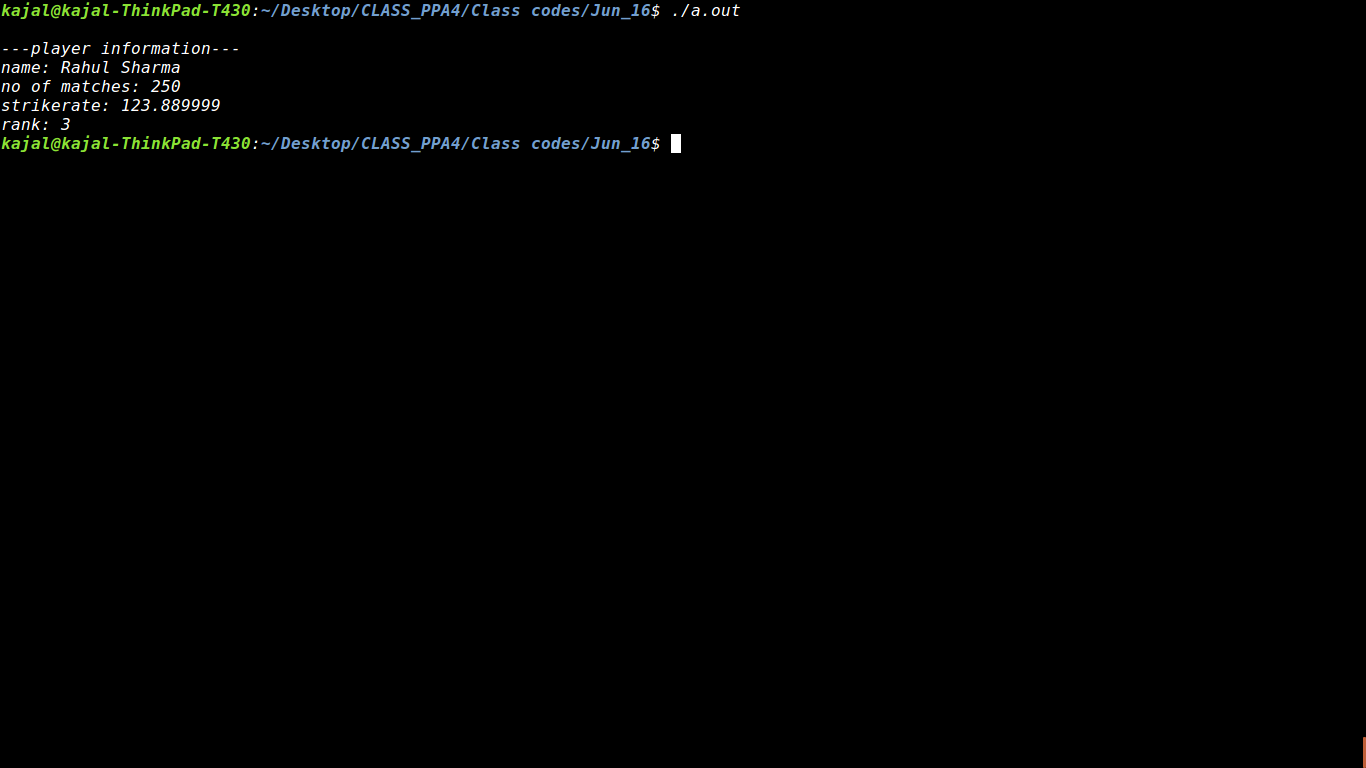 kajal@kajal-ThinkPad-T430:~/Desktop/CLASS_PPA4/Class codes/Jun_16$ ./a.out
---player information---
name: Rahul Sharma
no of matches: 250
strikerate: 123.889999
rank: 3
kajal@kajal-ThinkPad-T430:~/Desktop/CLASS_PPA4/Class codes/Jun_16$